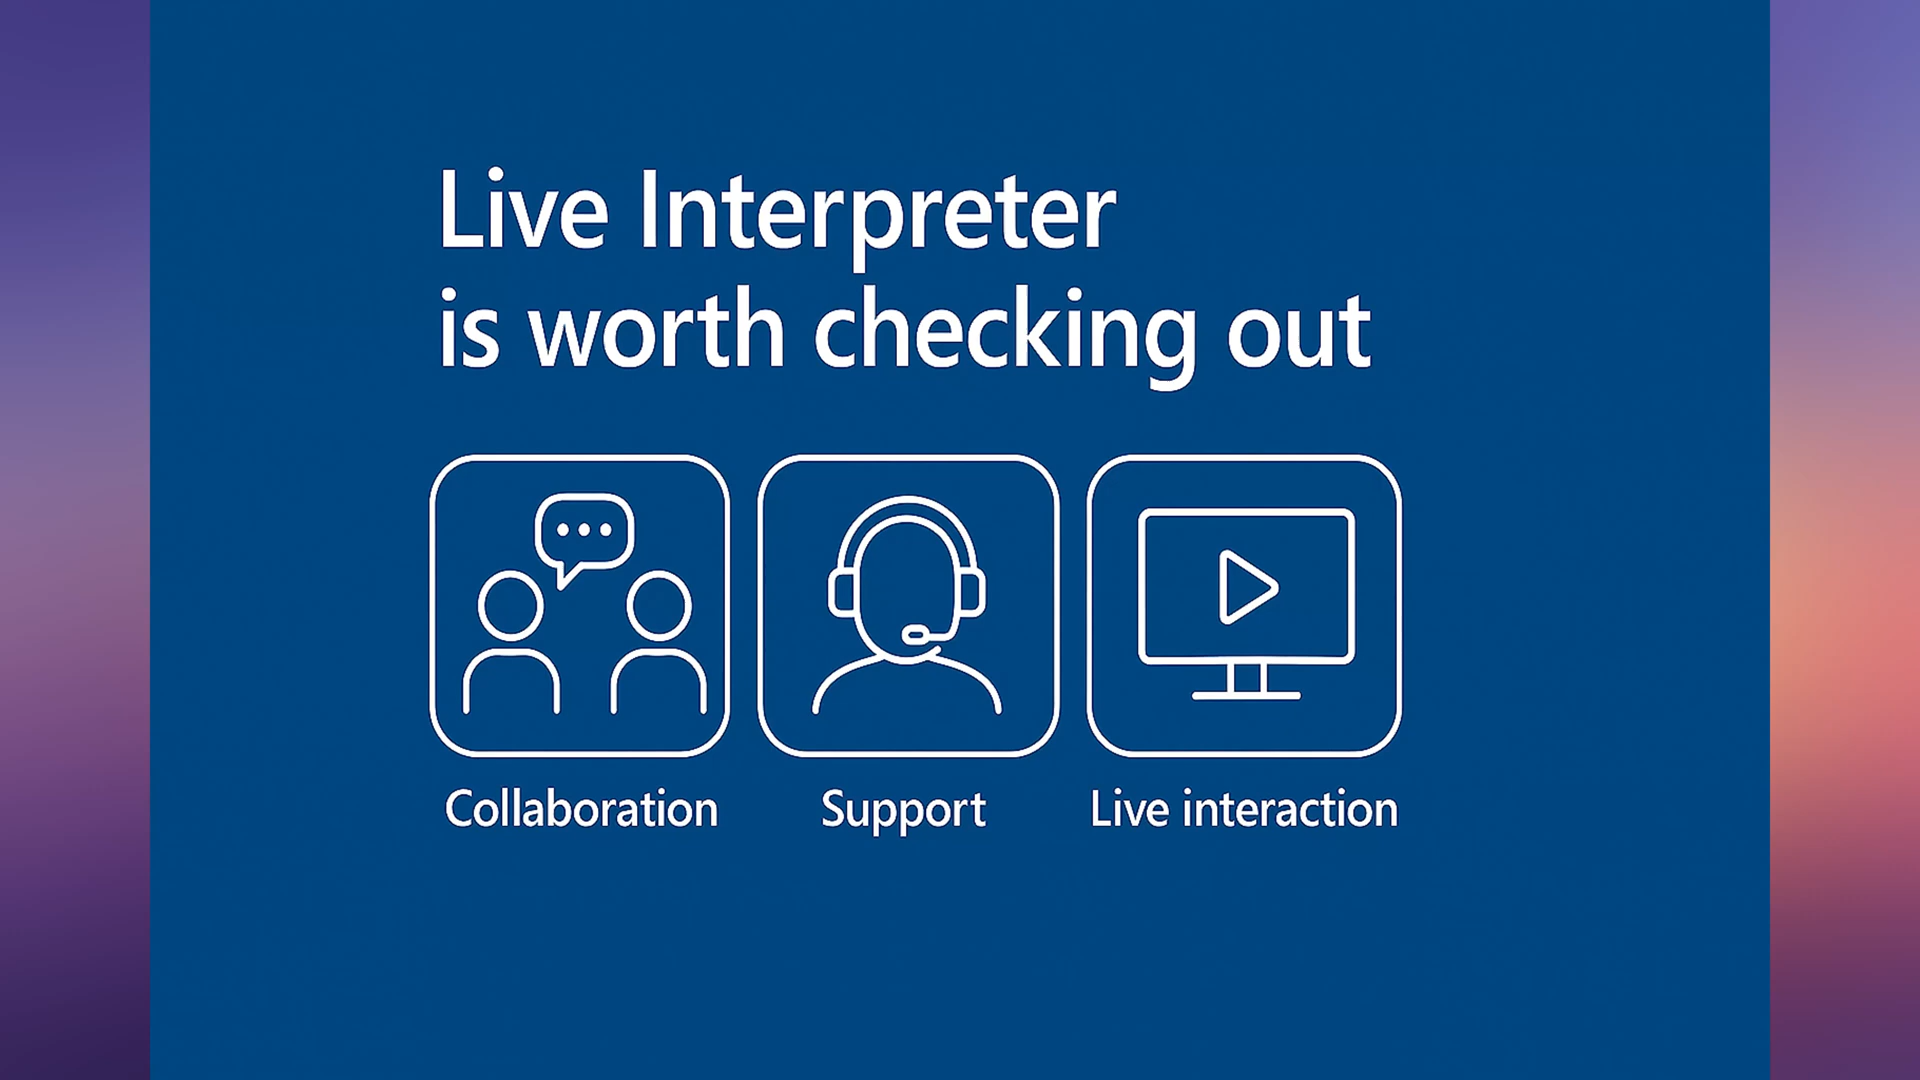 Live Interpreter
is worth checking out
Collaboration
Support
Live interaction